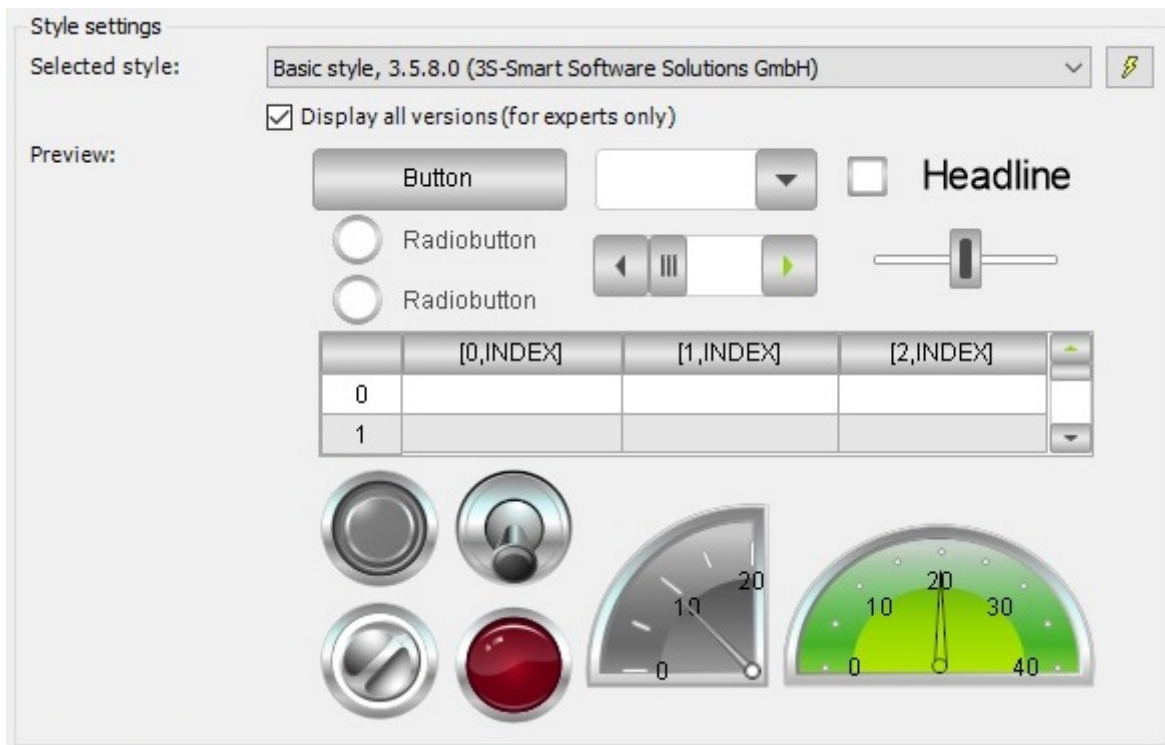 Style settings
Selected style: Basic style, 3.5.8.0 (3S-Smart Software Solutions GmbH)
Display all versions (for experts only)
Preview:
Button
Headline
Radiobutton
Radiobutton
[0,INDEX] [1,INDEX] [2,INDEX]
0
1
0 10 20
0 10 20 30 40